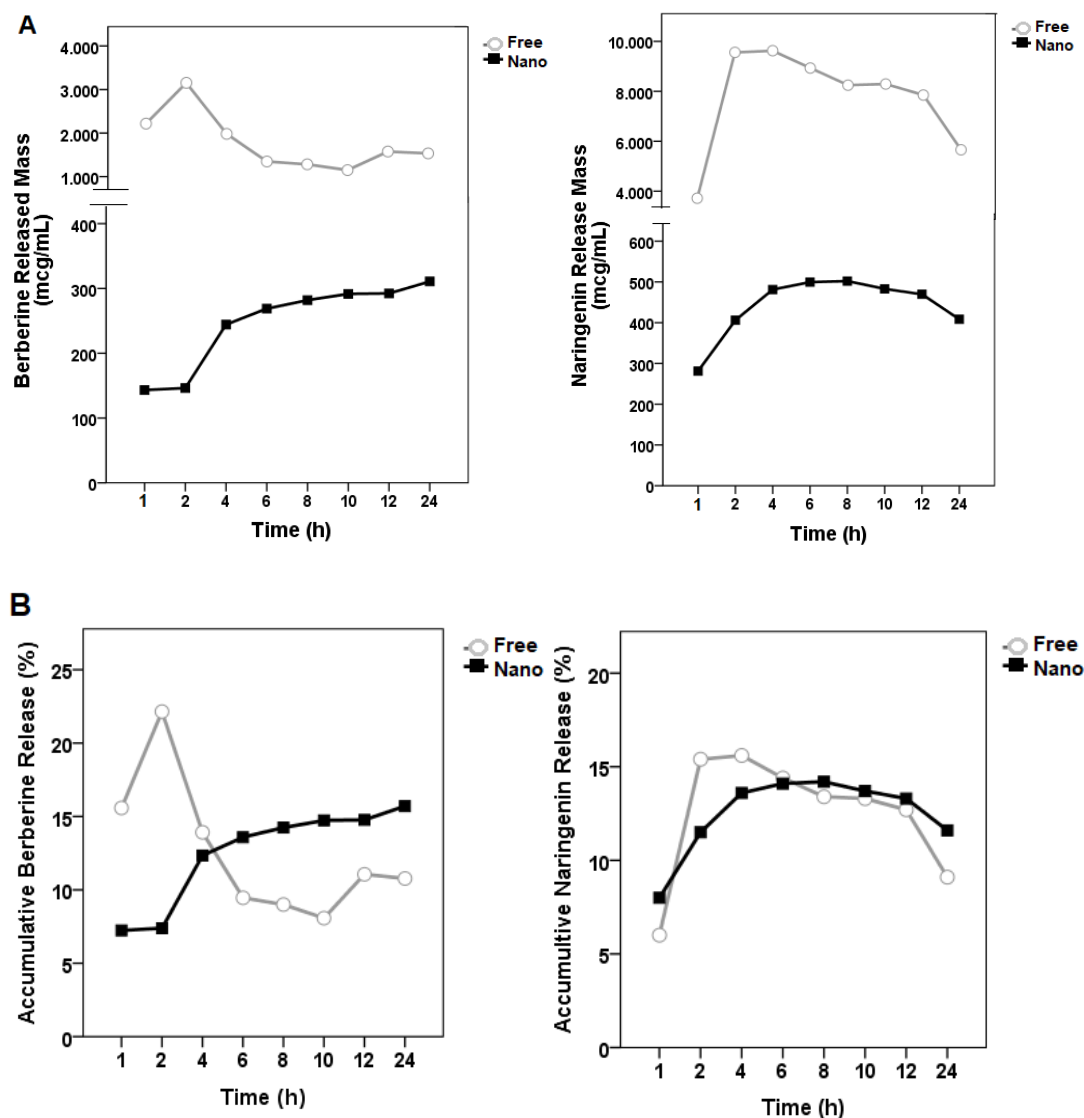 A
Free
Nano
4.000
3.000
2.000
1.000
400
300
200
100
0
Berberine Released Mass
(mcg/mL)
1 2 4 6 8 10 12 24
Time (h)
Free
Nano
10.000
8.000
6.000
4.000
600
500
400
300
200
100
0
Naringenin Release Mass
(mcg/mL)
1 2 4 6 8 10 12 24
Time (h)
B
Free
Nano
25
20
15
10
5
0
Accumulative Berberine Release (%)
1 2 4 6 8 10 12 24
Time (h)
Free
Nano
20
15
10
5
0
Accumultive Naringenin Release (%)
1 2 4 6 8 10 12 24
Time (h)